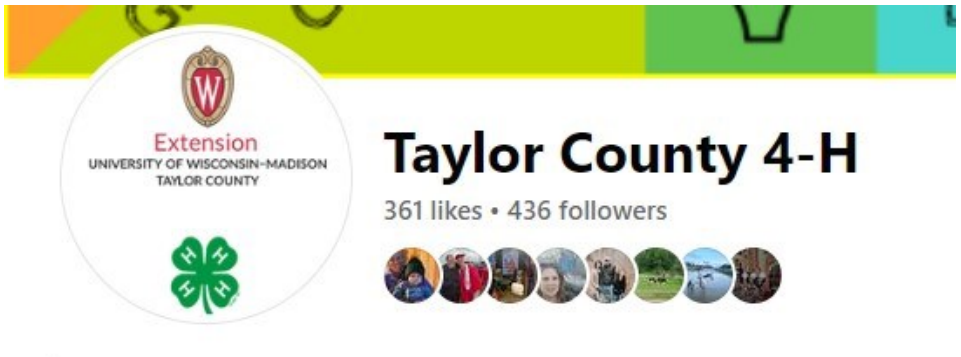 W
Extension
UNIVERSITY OF WISCONSIN–MADISON
TAYLOR COUNTY
H H
H H
Taylor County 4-H
361 likes • 436 followers